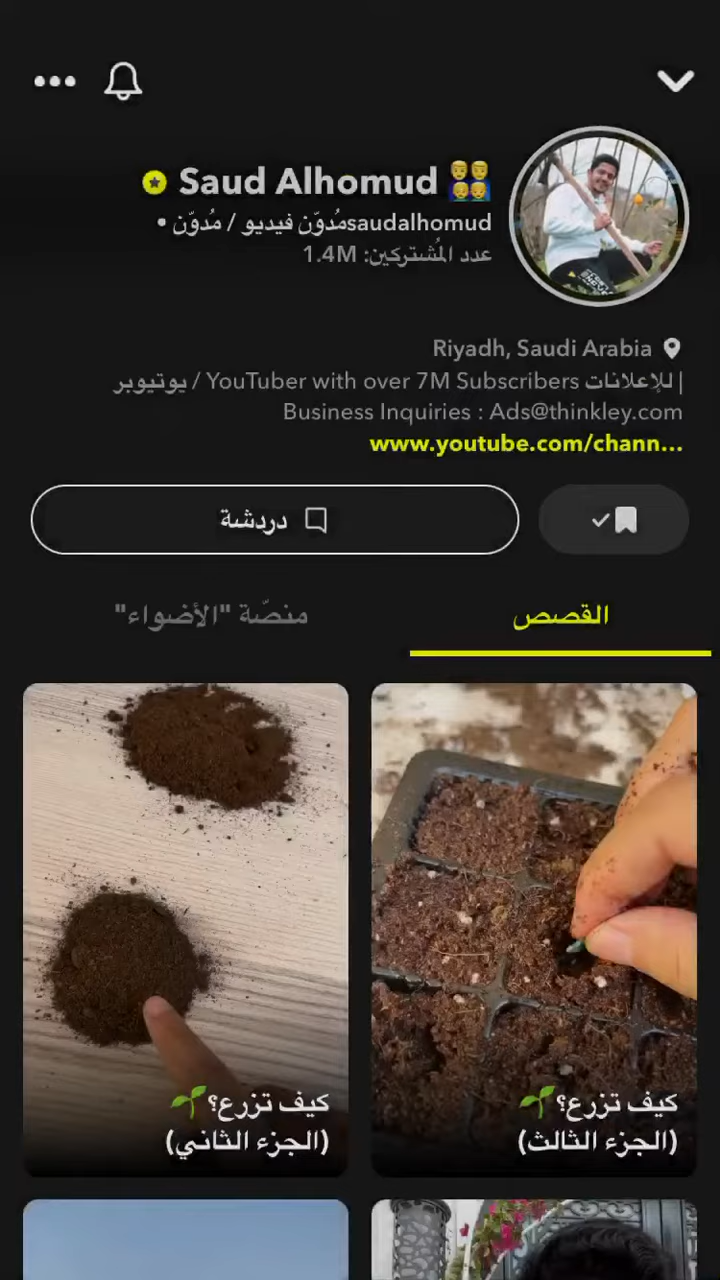 Saud Alhomud
saudalhomud مُدوّن فيديو / مُدوّن •
عدد المُشتركين: 1.4M
Riyadh, Saudi Arabia
يوتيوبر / YouTuber with over 7M Subscribers للإعلانات |
Business Inquiries : Ads@thinkley.com
www.youtube.com/chann...
دردشة
القصص
منصّة "الأضواء"
كيف تزرع؟🌱
(الجزء الثالث)
كيف تزرع؟🌱
(الجزء الثاني)